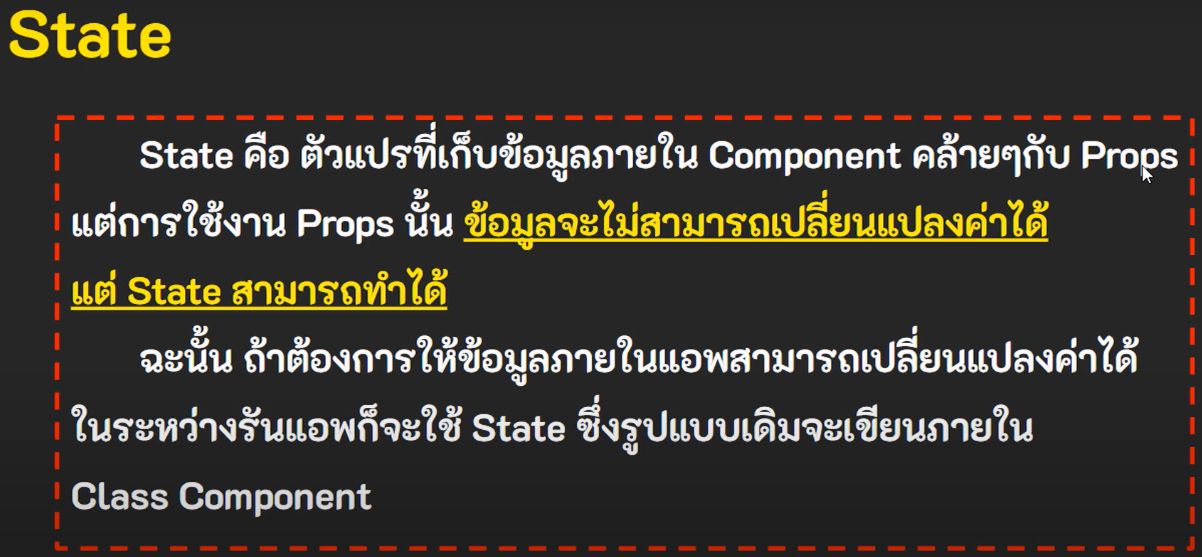 State
State คือ ตัวแปรที่เก็บข้อมูลภายใน Component คล้ายๆกับ Props
แต่การใช้งาน Props นั้น ข้อมูลจะไม่สามารถเปลี่ยนแปลงค่าได้
แต่ State สามารถทำได้
ฉะนั้น ถ้าต้องการให้ข้อมูลภายในแอพสามารถเปลี่ยนแปลงค่าได้
ในระหว่างรันแอพก็จะใช้ State ซึ่งรูปแบบเดิมจะเขียนภายใน
Class Component